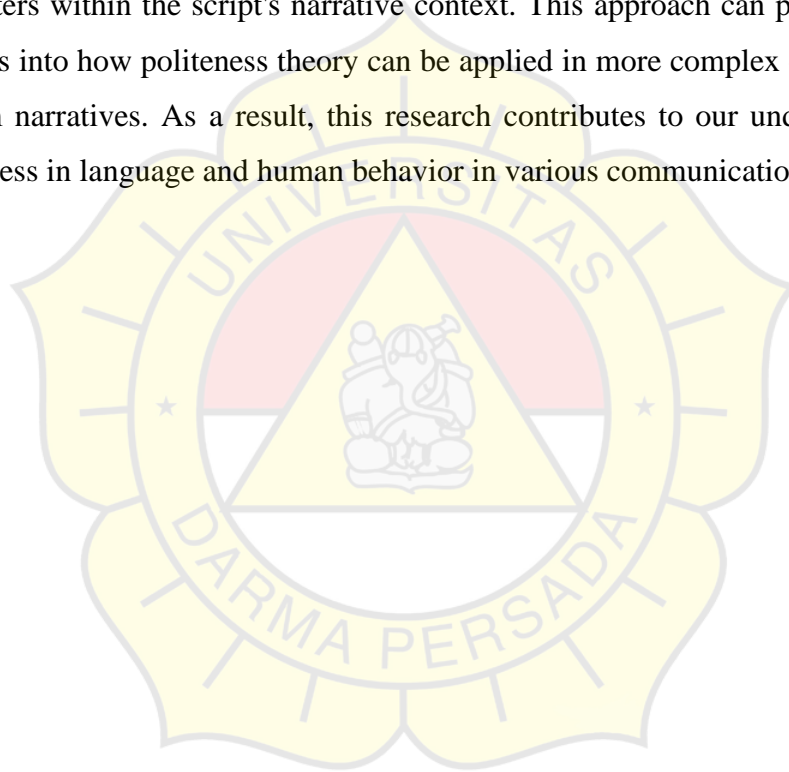 ters within the script's narrative context. This approach can p
s into how politeness theory can be applied in more complex
n narratives. As a result, this research contributes to our und
ess in language and human behavior in various communicatio
UNIVERSITAS
DARMA PERSADA